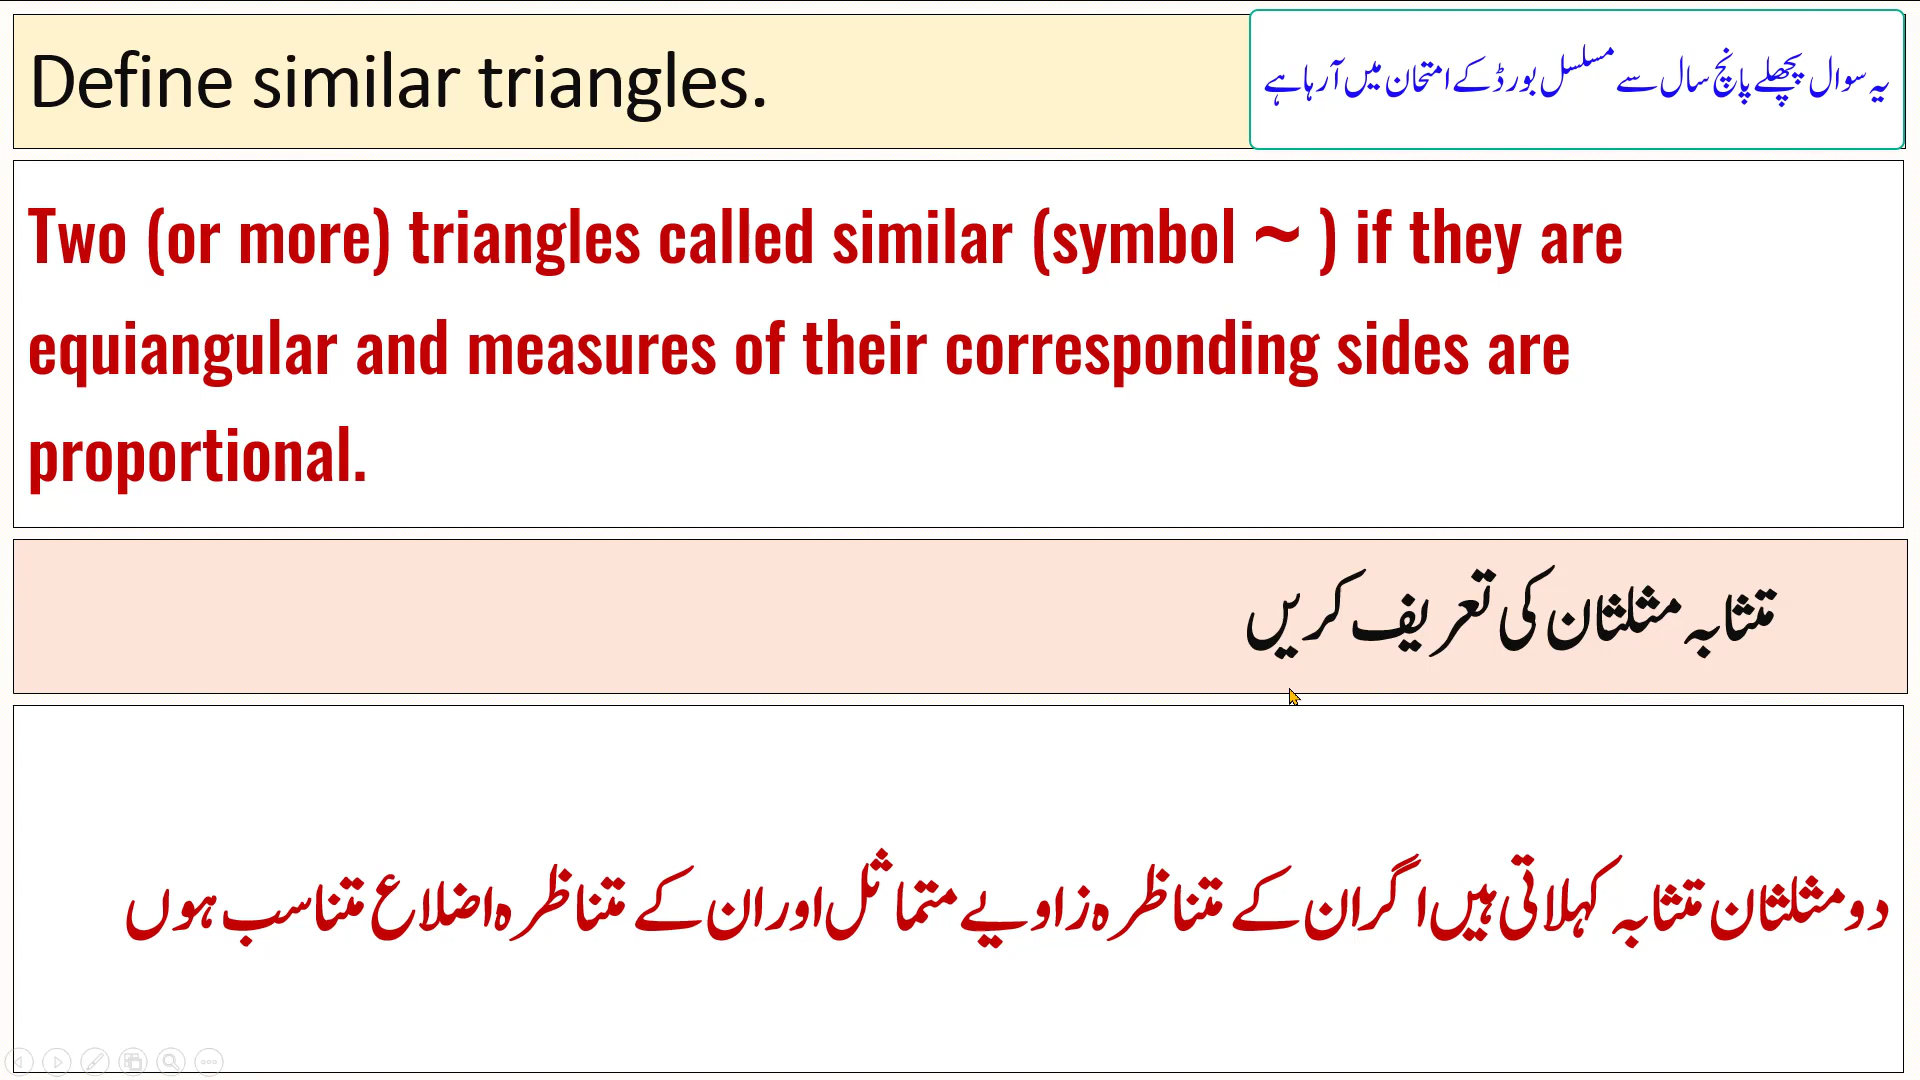 Define similar triangles.
یہ سوال پچھلے پانچ سال سے مسلسل بورڈ کے امتحان میں آرہا ہے
Two (or more) triangles called similar (symbol ~ ) if they are
equiangular and measures of their corresponding sides are
proportional.
متشابہ مثلثان کی تعریف کریں
دو مثلثان متشابہ کہلاتی ہیں اگر ان کے متناظرہ زاویے متماثل اور ان کے متناظرہ اضلاع متناسب ہوں